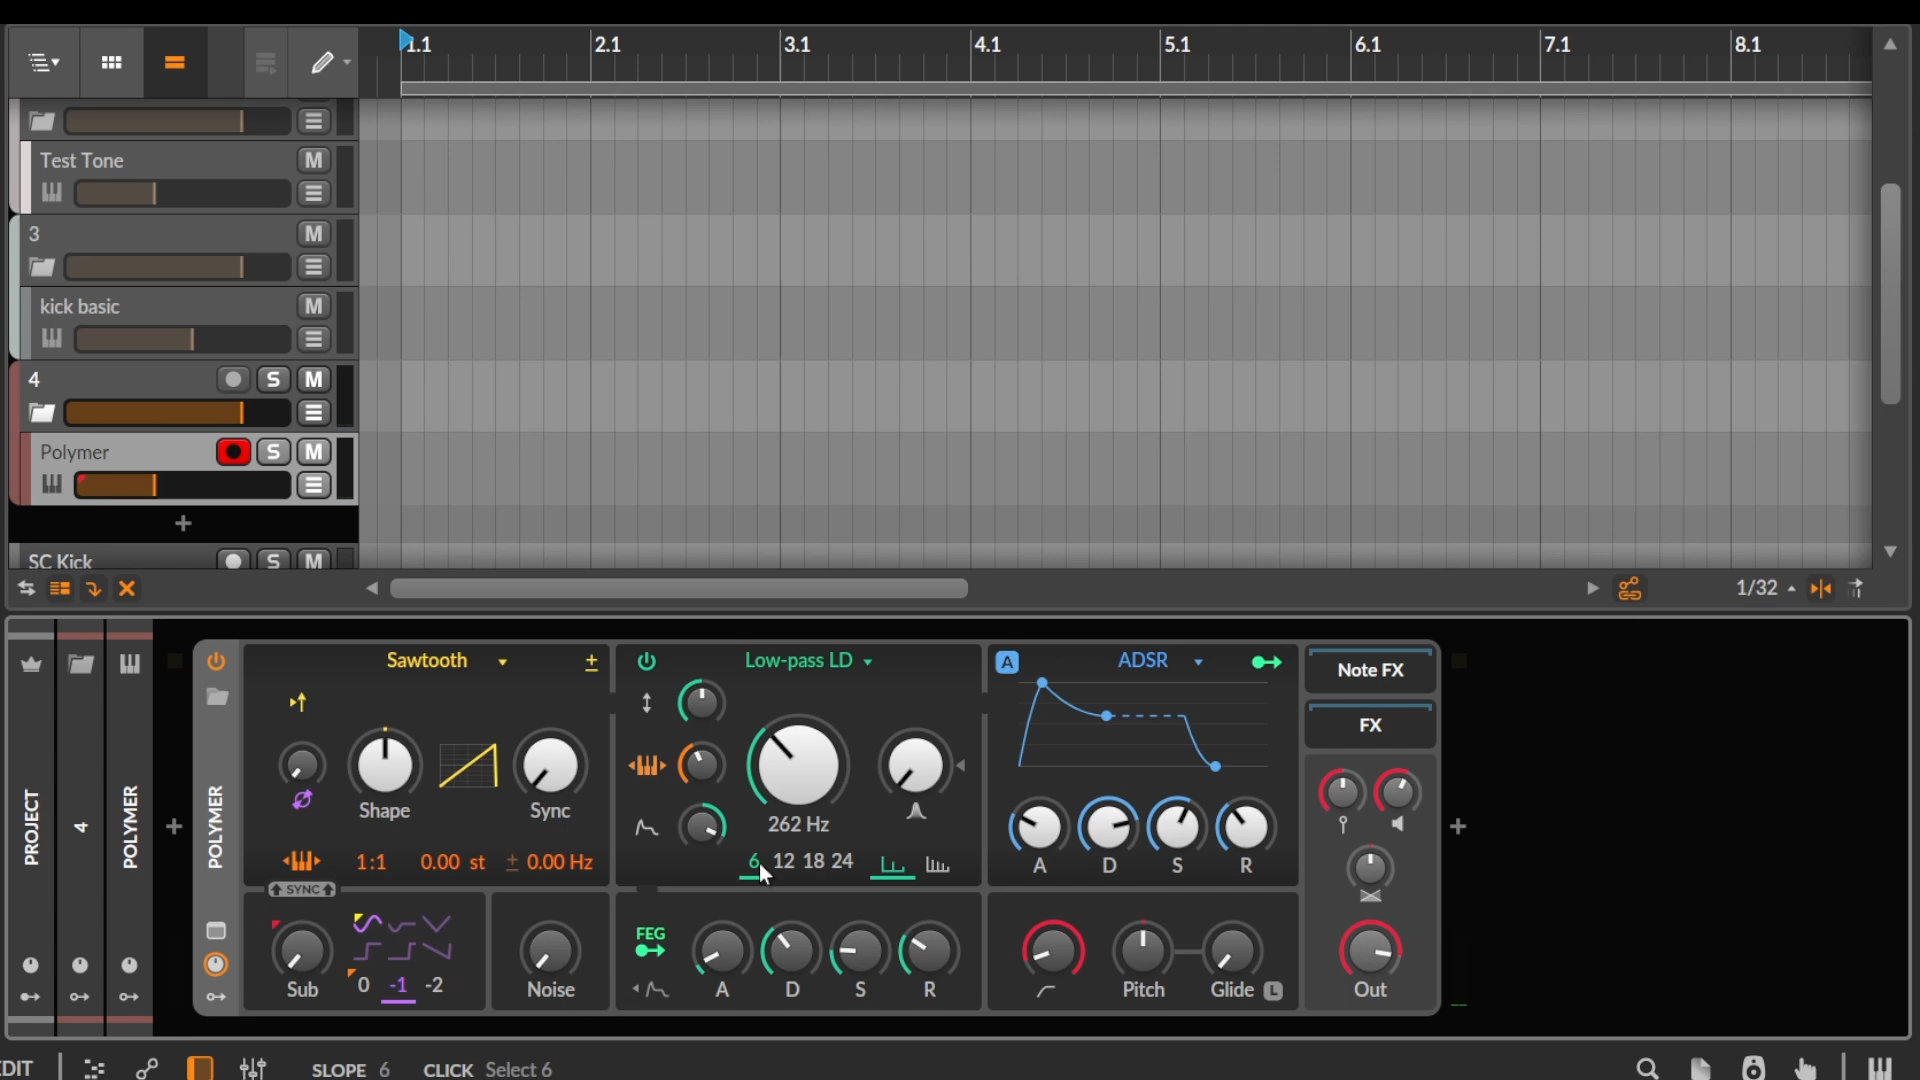 1.1 2.1 3.1 4.1 5.1 6.1 7.1 8.1
Test Tone M
3 M
kick basic M
4 S M
Polymer S M
+
SC Kick S M
1/32
PROJECT
4
POLYMER
+
POLYMER
Sawtooth ±
Shape
Sync
1:1 0.00 st ± 0.00 Hz
SYNC
Sub
0 -1 -2
Noise
Low-pass LD
262 Hz
6 12 18 24
FEG
A D S R
A ADSR
A D S R
Pitch Glide L
Note FX
FX
Out
+
EDIT SLOPE 6 CLICK Select 6